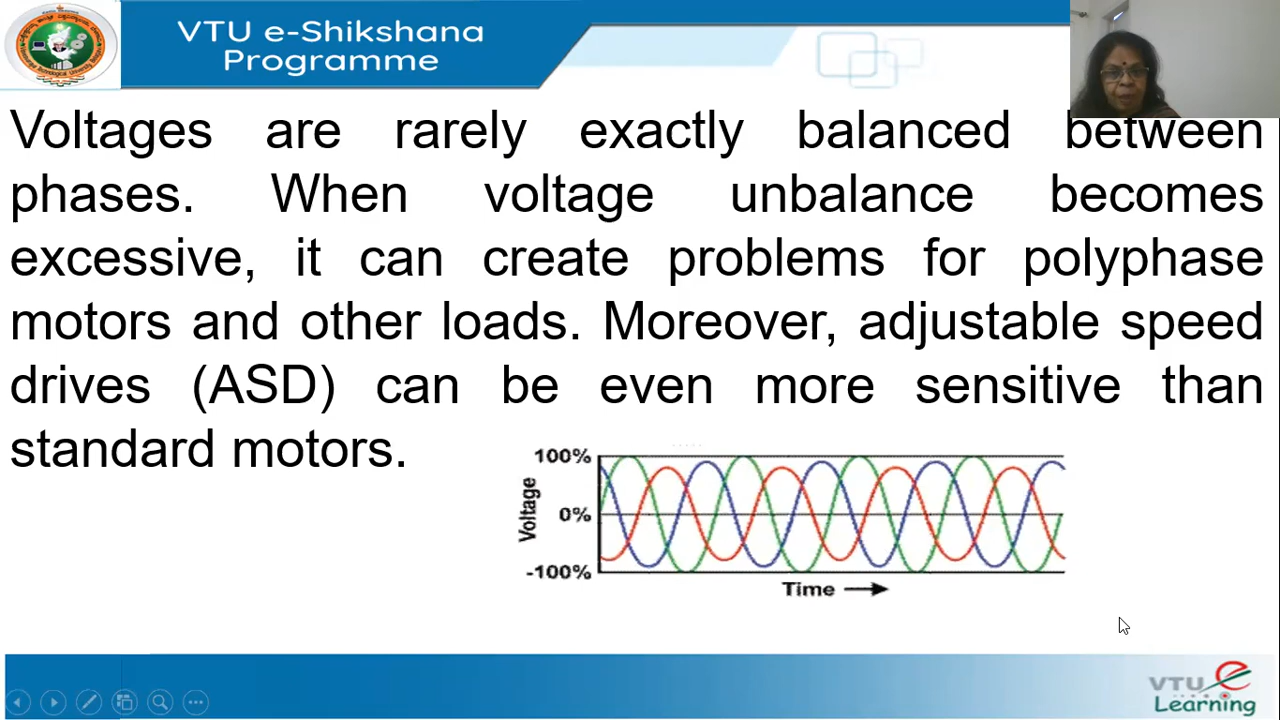 VTU e-Shikshana
Programme
Voltages are rarely exactly balanced between
phases. When voltage unbalance becomes
excessive, it can create problems for polyphase
motors and other loads. Moreover, adjustable speed
drives (ASD) can be even more sensitive than
standard motors.
100%
Voltage
0%
-100%
Time
VTU e
Learning